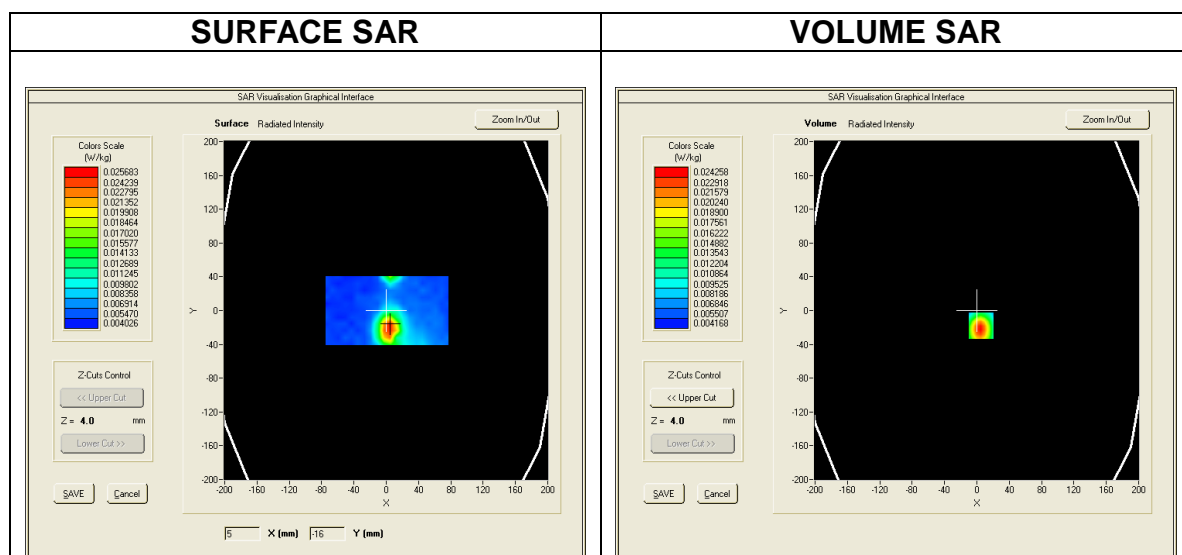 SURFACE SAR
VOLUME SAR
SAR Visualisation Graphical Interface
Surface Radiated Intensity
Zoom In/Out
Colors Scale
(W/kg)
0.025683
0.024239
0.022795
0.021352
0.019908
0.018464
0.017020
0.015577
0.014133
0.012689
0.011245
0.009802
0.008358
0.006914
0.005470
0.004026
Z-Cuts Control
<< Upper Cut
Z = 4.0 mm
Lower Cut >>
SAVE Cancel
200
160
120
80
40
0
-40
-80
-120
-160
-200
Y
-200 -160 -120 -80 -40 0 40 80 120 160 200
X
5 X (mm) -16 Y (mm)
SAR Visualisation Graphical Interface
Volume Radiated Intensity
Zoom In/Out
Colors Scale
(W/kg)
0.024258
0.022918
0.021579
0.020240
0.018900
0.017561
0.016222
0.014882
0.013543
0.012204
0.010864
0.009525
0.008186
0.006846
0.005507
0.004168
Z-Cuts Control
<< Upper Cut
Z = 4.0 mm
Lower Cut >>
SAVE Cancel
200
160
120
80
40
0
-40
-80
-120
-160
-200
Y
-200 -160 -120 -80 -40 0 40 80 120 160 200
X